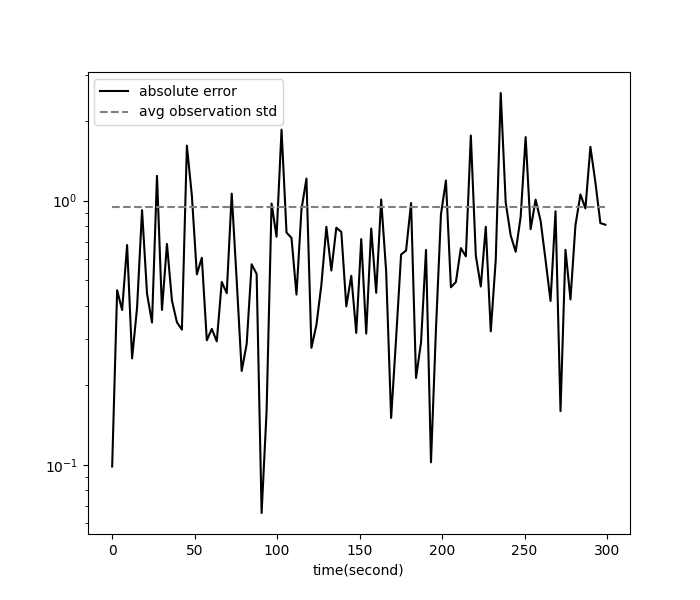 absolute error
avg observation std
10⁰
10⁻¹
0 50 100 150 200 250 300
time(second)